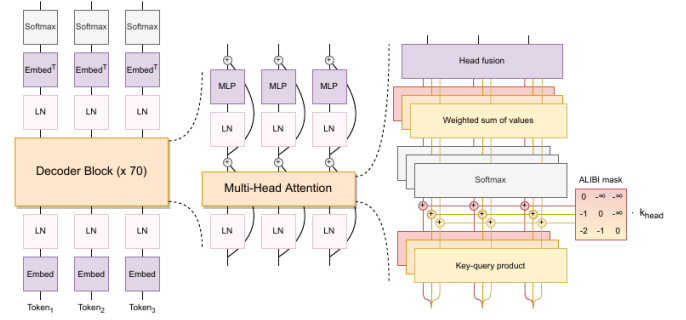 Softmax Softmax Softmax
Embed^T Embed^T Embed^T
LN LN LN
Decoder Block (x 70)
LN LN LN
Embed Embed Embed
Token₁ Token₂ Token₃
MLP MLP MLP
LN LN LN
Multi-Head Attention
LN LN LN
Head fusion
Weighted sum of values
Softmax
Key-query product
ALIBI mask
0 -∞ -∞
-1 0 -∞
-2 -1 0
· k_head